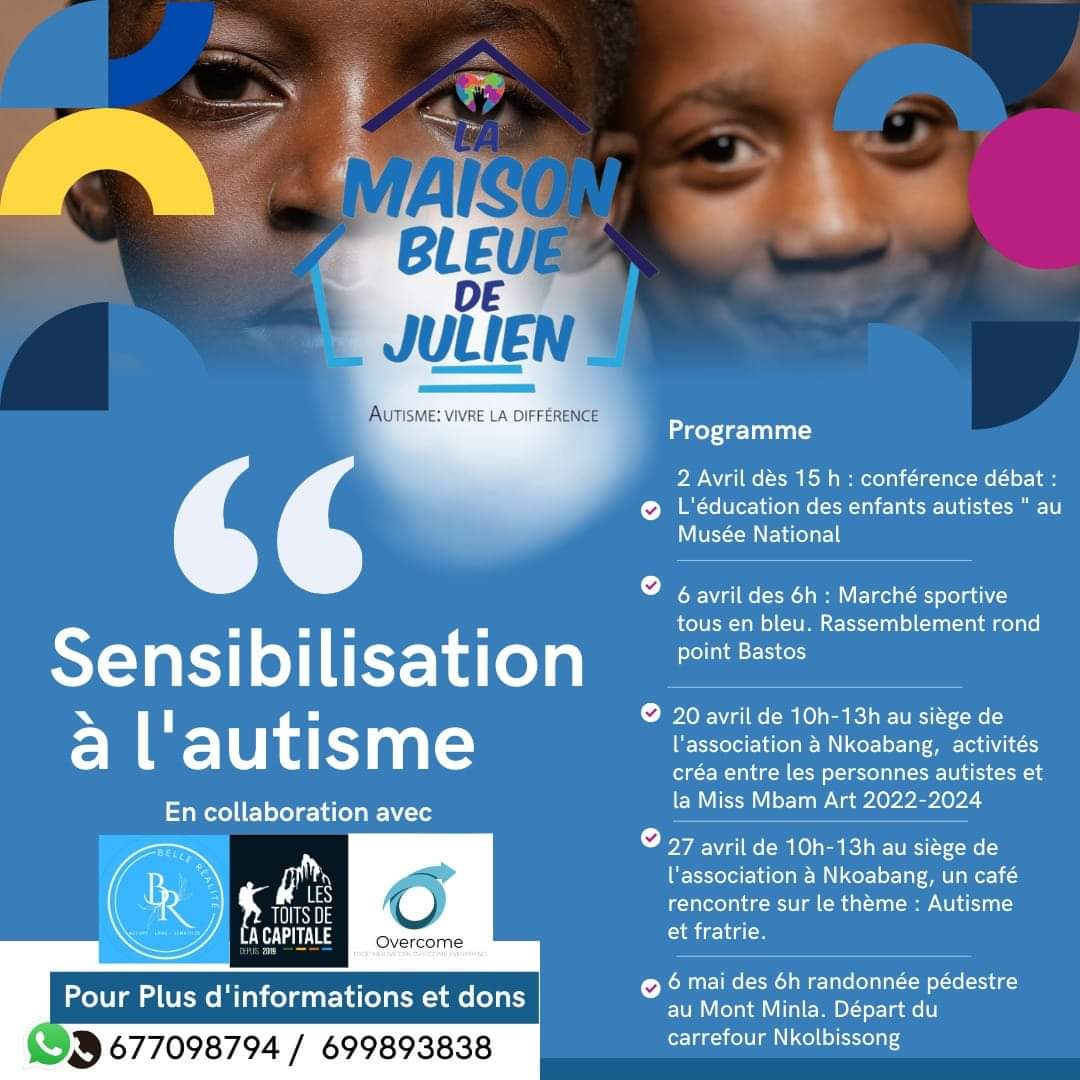 LA
MAISON
BLEUE
DE
JULIEN
AUTISME: VIVRE LA DIFFÉRENCE
Sensibilisation
à l'autisme
En collaboration avec
BELLE RÉALITÉ
BR
LES
TOITS DE
LA CAPITALE
DEPUIS 2019
Overcome
Pour Plus d'informations et dons
677098794 / 699893838
Programme
2 Avril dès 15 h : conférence débat :
L'éducation des enfants autistes " au
Musée National
6 avril des 6h : Marché sportive
tous en bleu. Rassemblement rond
point Bastos
20 avril de 10h-13h au siège de
l'association à Nkoabang, activités
créa entre les personnes autistes et
la Miss Mbam Art 2022-2024
27 avril de 10h-13h au siège de
l'association à Nkoabang, un café
rencontre sur le thème : Autisme
et fratrie.
6 mai des 6h randonnée pédestre
au Mont Minla. Départ du
carrefour Nkolbissong